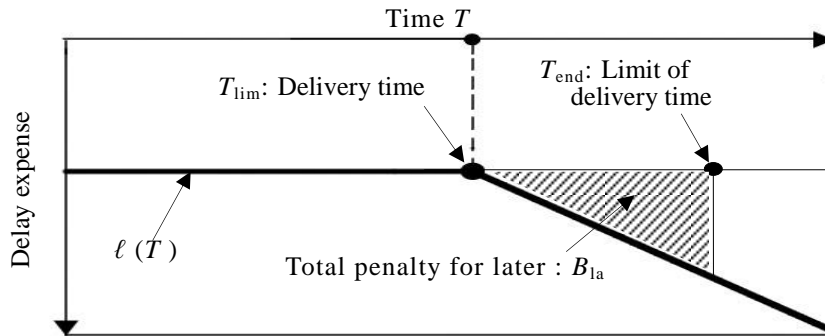 Time T
T_lim: Delivery time
T_end: Limit of
delivery time
Delay expense
ℓ (T)
Total penalty for later : B_la